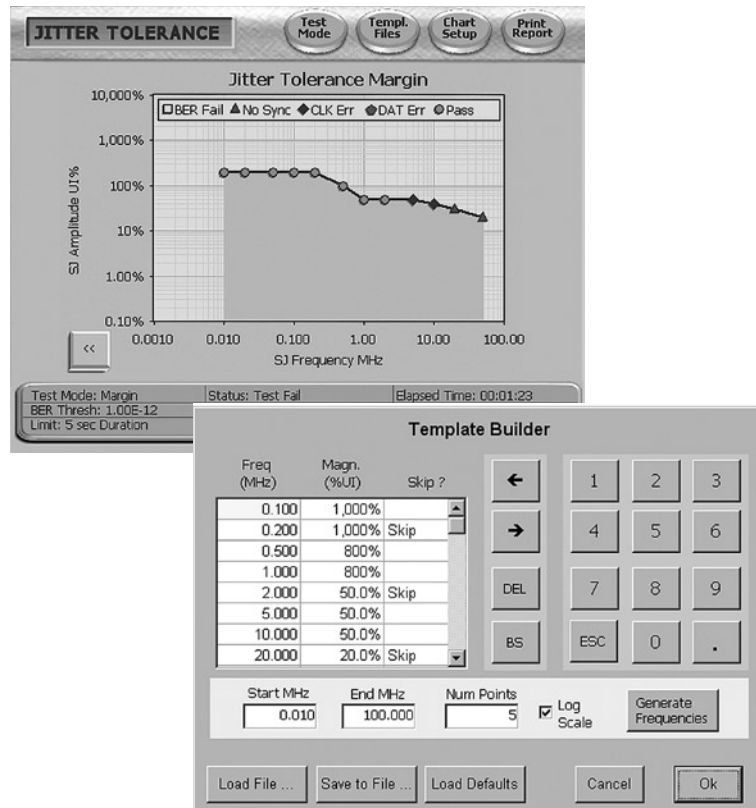 JITTER TOLERANCE
Test Mode
Templ. Files
Chart Setup
Print Report
Jitter Tolerance Margin
BER Fail No Sync CLK Err DAT Err Pass
SJ Amplitude UI%
10,000%
1,000%
100%
10%
1.00%
0.10%
0.0010 0.010 0.100 1.00 10.00 100.00
SJ Frequency MHz
<<
Test Mode: Margin Status: Test Fail Elapsed Time: 00:01:23
BER Thresh: 1.00E-12
Limit: 5 sec Duration
Template Builder
Freq (MHz) Magn. (%UI) Skip ?
0.100 1,000%
0.200 1,000% Skip
0.500 800%
1.000 800%
2.000 50.0% Skip
5.000 50.0%
10.000 50.0%
20.000 20.0% Skip
1 2 3
4 5 6
DEL 7 8 9
BS ESC 0 .
Start MHz End MHz Num Points
0.010 100.000 5
Log Scale
Generate Frequencies
Load File ... Save to File ... Load Defaults Cancel Ok